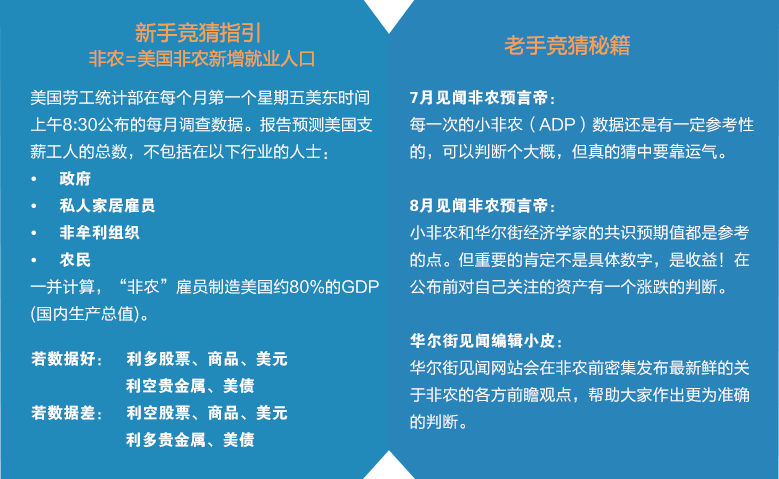 新手竞猜指引
非农=美国非农新增就业人口
美国劳工统计部在每个月第一个星期五美东时间
上午8:30公布的每月调查数据。报告预测美国支
薪工人的总数，不包括在以下行业的人士：
• 政府
• 私人家居雇员
• 非牟利组织
• 农民
一并计算，“非农”雇员制造美国约80%的GDP
(国内生产总值)。
若数据好： 利多股票、商品、美元
利空贵金属、美债
若数据差： 利空股票、商品、美元
利多贵金属、美债
老手竞猜秘籍
7月见闻非农预言帝：
每一次的小非农（ADP）数据还是有一定参考性
的，可以判断个大概，但真的猜中要靠运气。
8月见闻非农预言帝：
小非农和华尔街经济学家的共识预期值都是参考
的点。但重要的肯定不是具体数字，是收益！在
公布前对自己关注的资产有一个涨跌的判断。
华尔街见闻编辑小皮：
华尔街见闻网站会在非农前密集发布最新鲜的关
于非农的各方前瞻观点，帮助大家作出更为准确
的判断。